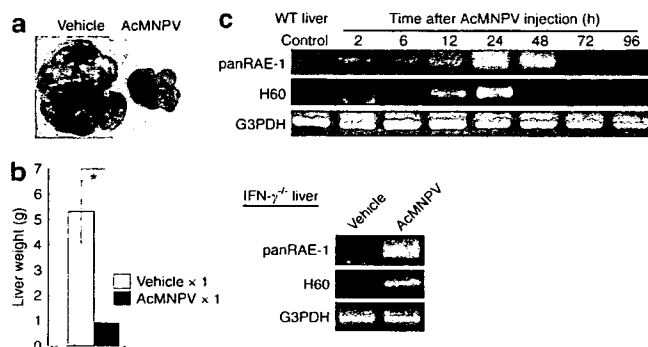 a
Vehicle AcMNPV
b
Liver weight (g)
7
6
5
4
3
2
1
0
*
Vehicle × 1
AcMNPV × 1
c
WT liver Time after AcMNPV injection (h)
Control 2 6 12 24 48 72 96
panRAE-1
H60
G3PDH
IFN-γ-/- liver
Vehicle AcMNPV
panRAE-1
H60
G3PDH